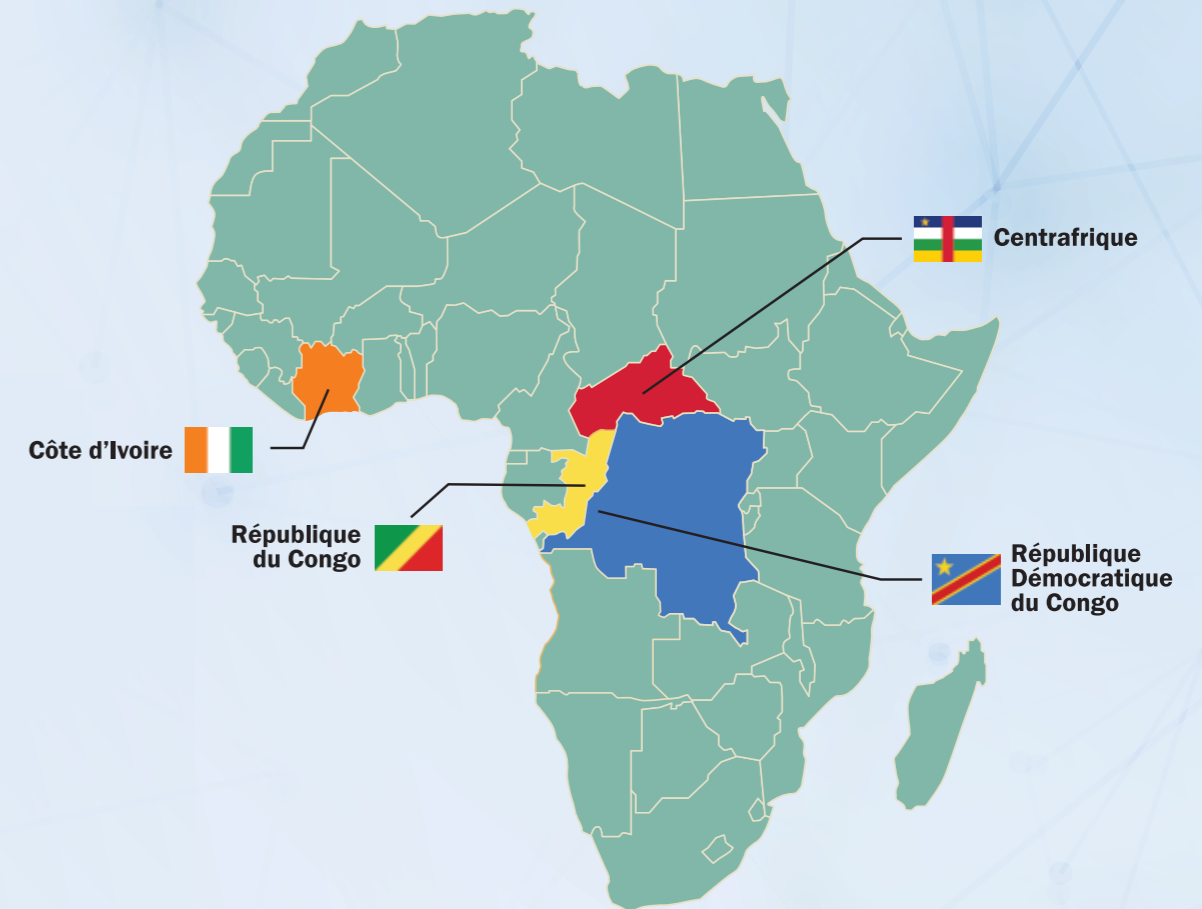 Centrafrique
Côte d’Ivoire
République
du Congo
République
Démocratique
du Congo